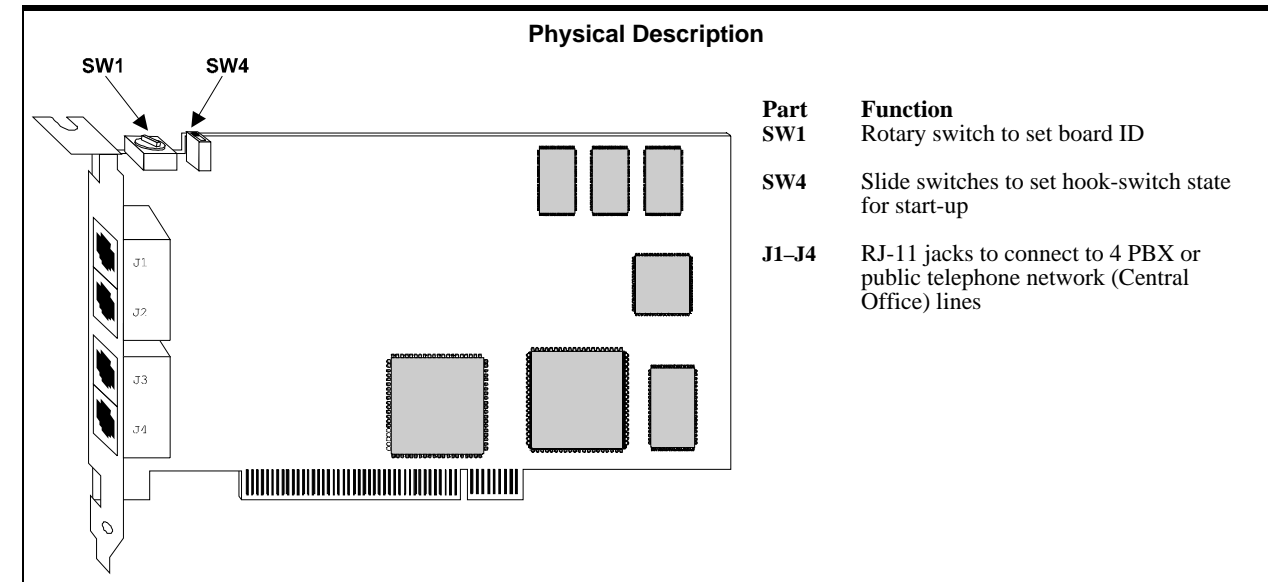 Physical Description
SW1
SW4
Part Function
SW1 Rotary switch to set board ID
SW4 Slide switches to set hook-switch state
for start-up
J1–J4 RJ-11 jacks to connect to 4 PBX or
public telephone network (Central
Office) lines
J1
J2
J3
J4